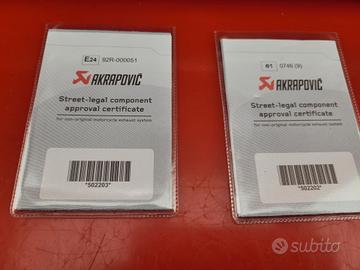 E24 92R-000051
AKRAPOVIČ
Street-legal component
approval certificate
for non-original motorcycle exhaust system
*502203*
e1 0746 (9)
AKRAPOVIČ
Street-legal component
approval certificate
for non-original motorcycle exhaust system
*502202*
subito